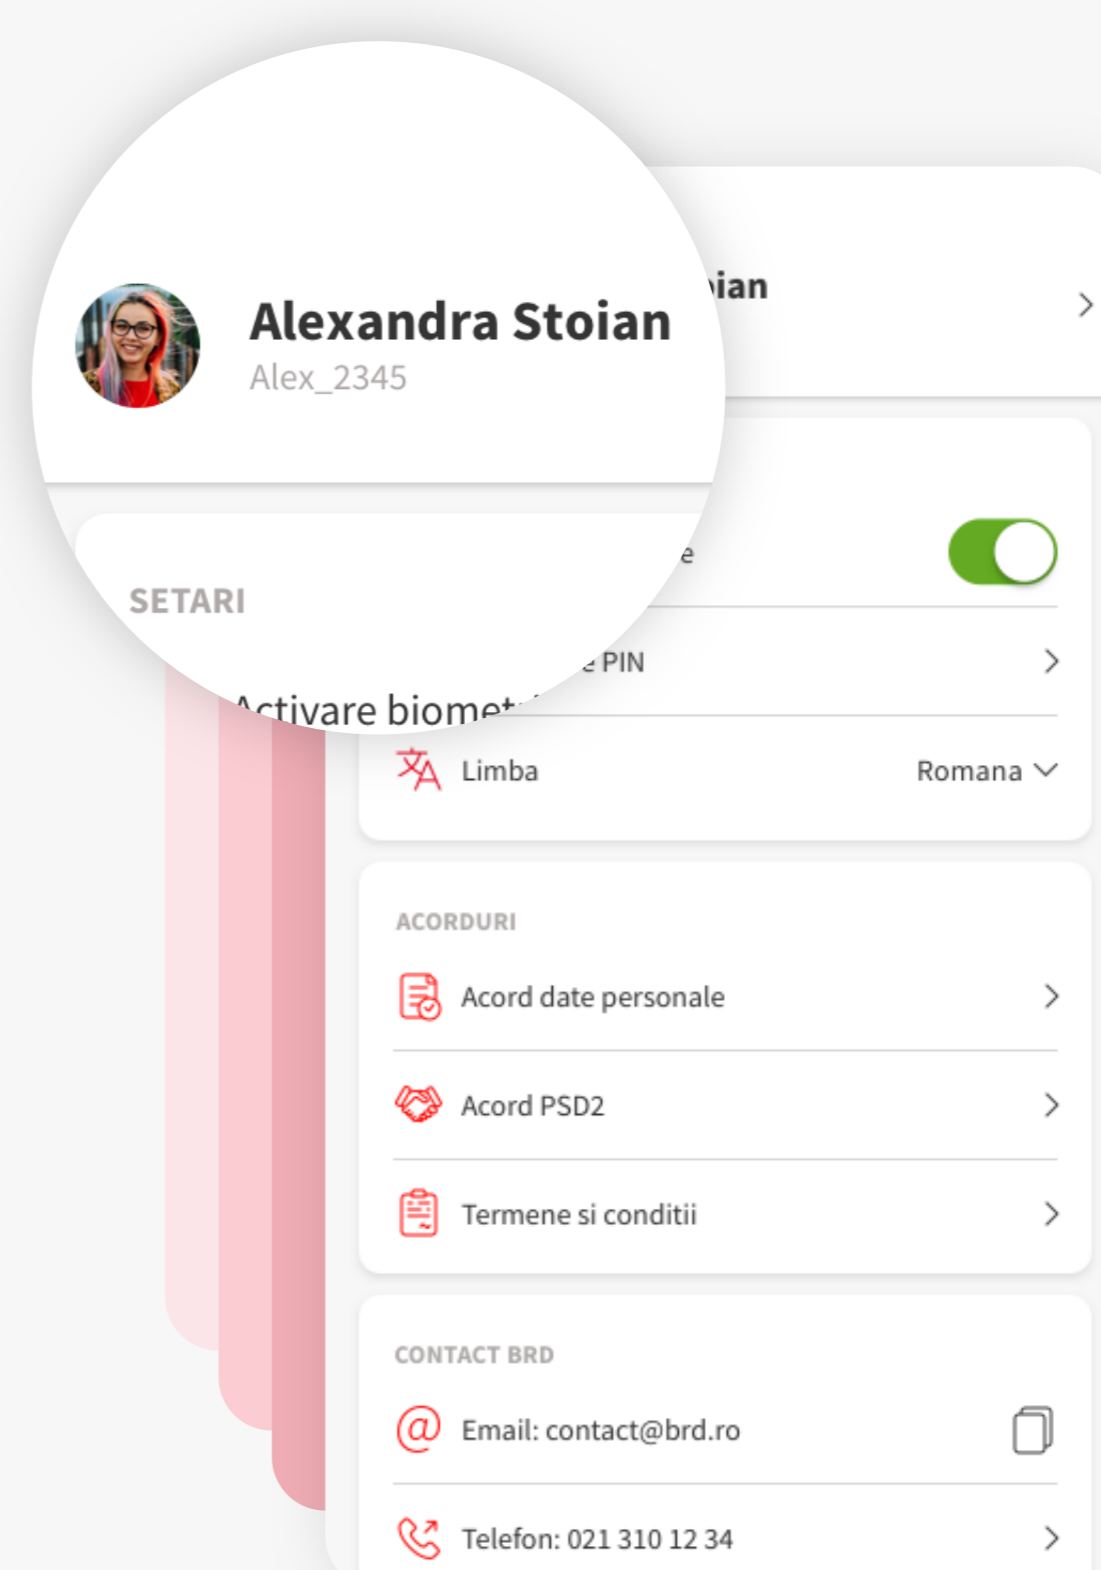 Alexandra Stoian
Alex_2345
SETARI
Activare
PIN
Limba
Romana
ACORDURI
Acord date personale
Acord PSD2
Termene si conditii
CONTACT BRD
Email: contact@brd.ro
Telefon: 021 310 12 34